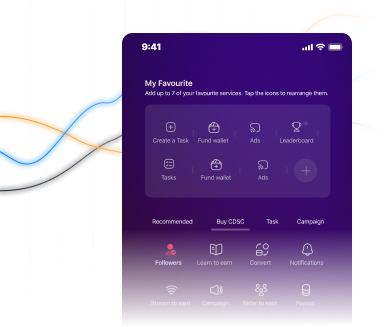 9:41
My Favourite
Add up to 7 of your favourite services. Tap the icons to rearrange them.
Create a Task Fund wallet Ads Leaderboard
Tasks Fund wallet Ads
Recommended Buy CDSC Task Campaign
Followers Learn to earn Convert Notifications
Stream to earn Campaign Refer to earn Payout